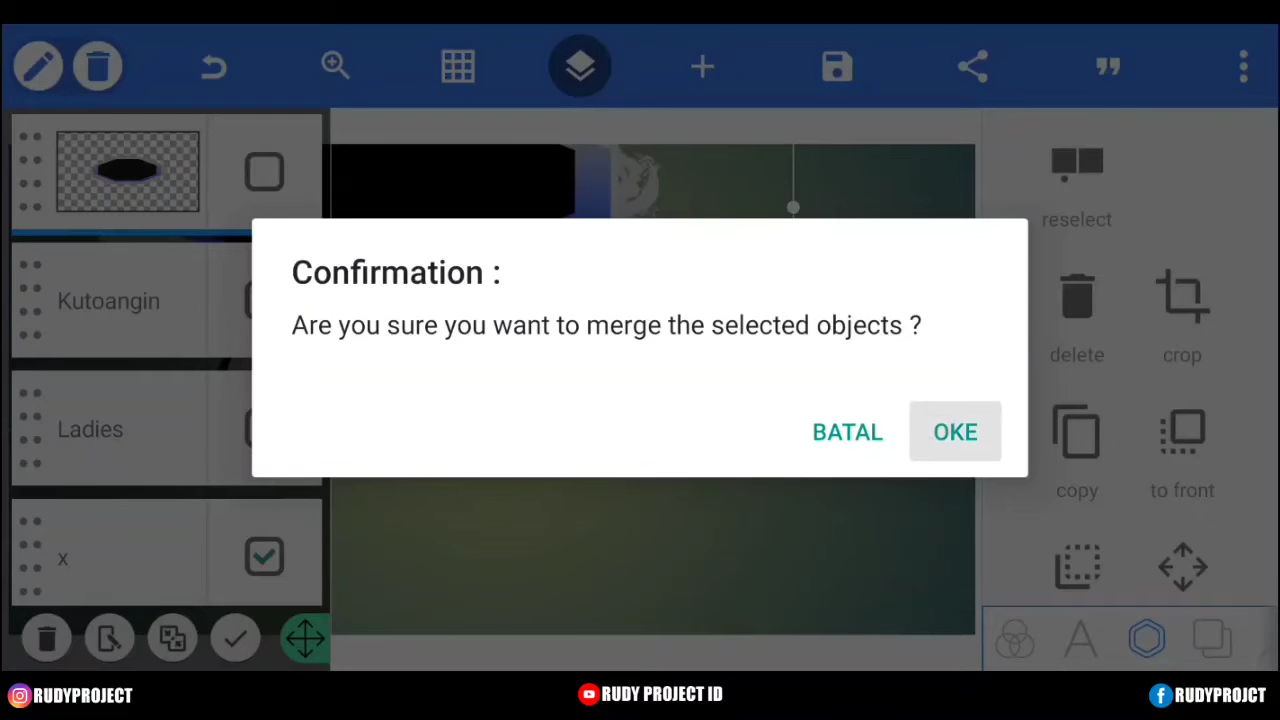 reselect
Confirmation :
Kutoangin
Are you sure you want to merge the selected objects ?
delete
crop
Ladies
BATAL
OKE
copy
to front
x
RUDYPROJECT
RUDY PROJECT ID
RUDYPROJCT